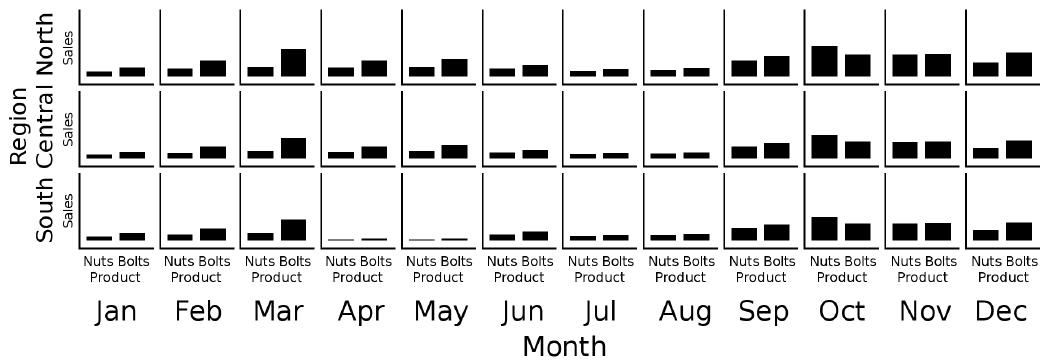 Region
North
Sales
Central
Sales
South
Sales
Nuts Bolts Nuts Bolts Nuts Bolts Nuts Bolts Nuts Bolts Nuts Bolts Nuts Bolts Nuts Bolts Nuts Bolts Nuts Bolts Nuts Bolts Nuts Bolts
Product Product Product Product Product Product Product Product Product Product Product Product
Jan Feb Mar Apr May Jun Jul Aug Sep Oct Nov Dec
Month